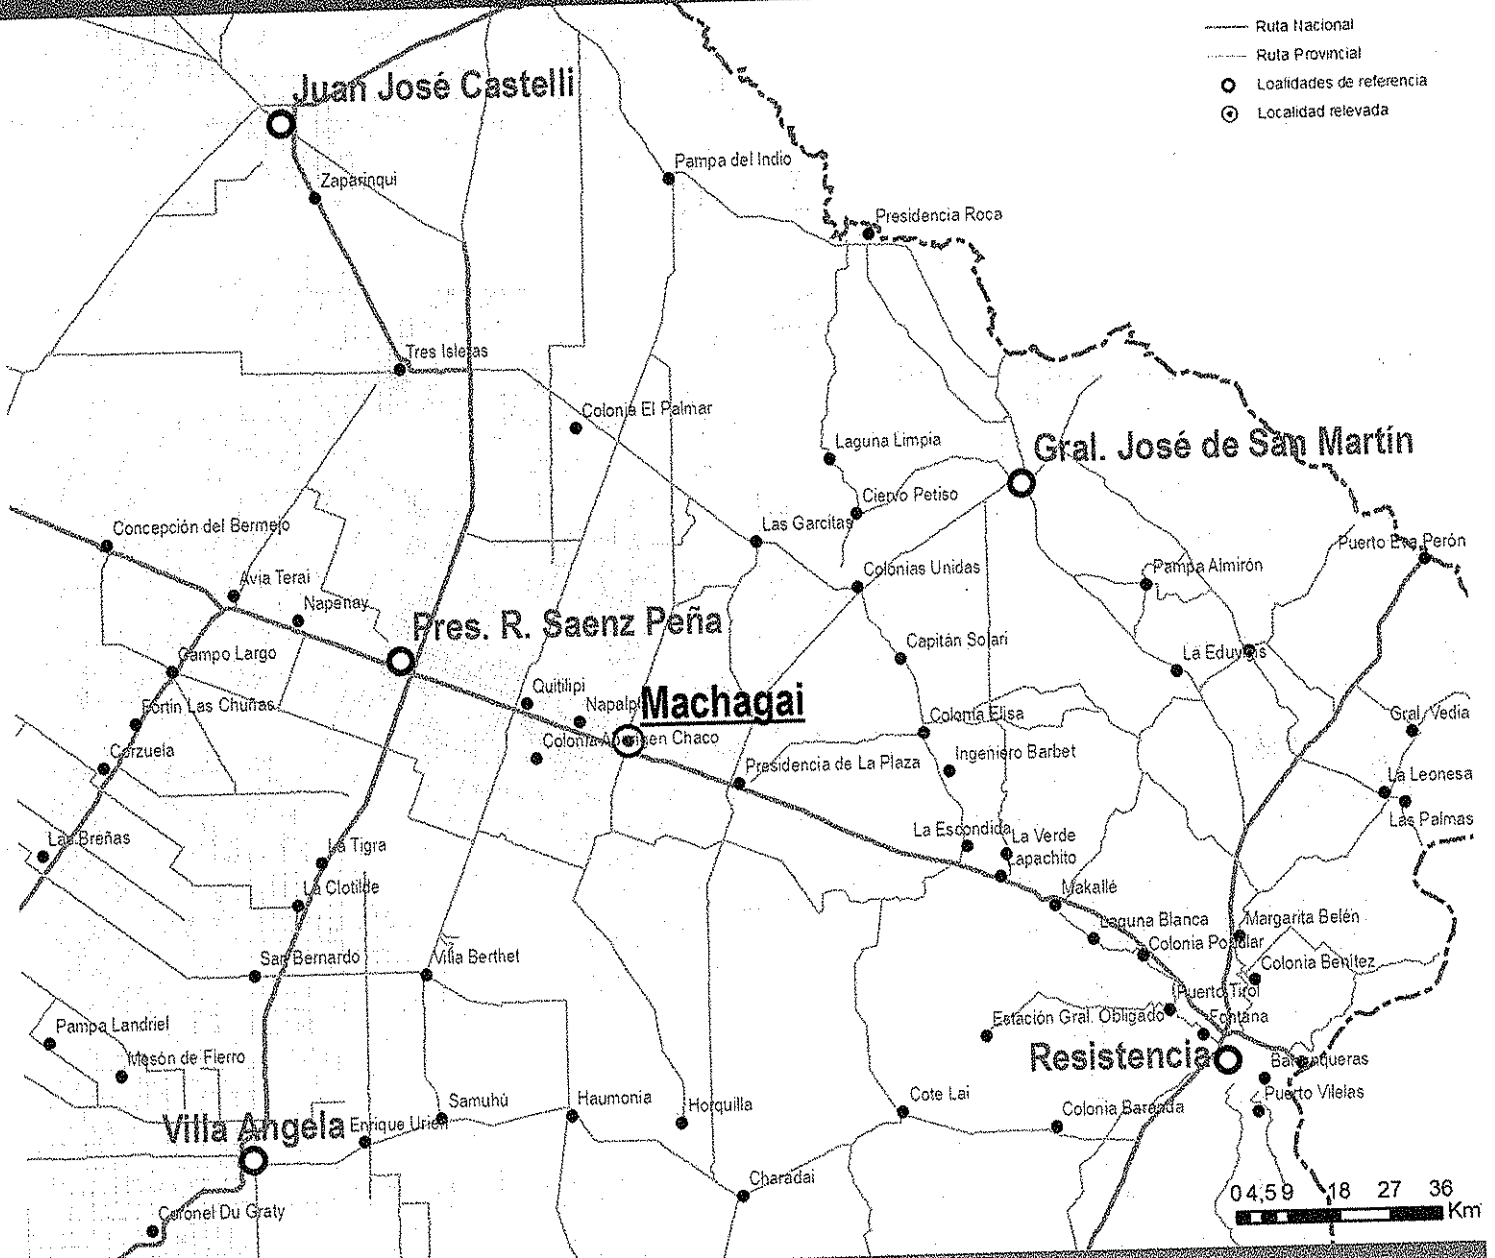 Ruta Nacional
Ruta Provincial
Loalidades de referencia
Localidad relevada
Juan José Castelli
Zaparinqui
Pampa del Indio
Presidencia Roca
Tres Isletas
Colonia El Palmar
Laguna Limpia
Gral. José de San Martín
Ciervo Petiso
Las Garcitas
Concepción del Bermejo
Puerto Eva Perón
Colonias Unidas
Pampa Almirón
Avia Terai
Napenay
Pres. R. Saenz Peña
Capitán Solari
Campo Largo
La Eduvigis
Quitilipi
Machagai
Napalpí
Fortin Las Chuñas
Colonia Elisa
Gral. Vedia
Colonia Aborigen Chaco
Corzuela
Ingeniero Barbet
Presidencia de La Plaza
La Leonesa
Las Palmas
Las Breñas
La Escondida
La Verde
Lapachito
La Tigra
La Clotilde
Makallé
Laguna Blanca
Margarita Belén
Colonia Popular
San Bernardo
Villa Berthet
Colonia Benítez
Puerto Tirol
Pampa Landriel
Estación Gral. Obligado
Fontana
Mesón de Fierro
Resistencia
Barranqueras
Puerto Vilelas
Samuhú
Haumonia
Horquilla
Cote Lai
Colonia Baranda
Villa Angela
Enrique Urien
Charadai
Coronel Du Graty
0 4,5 9 18 27 36
Km